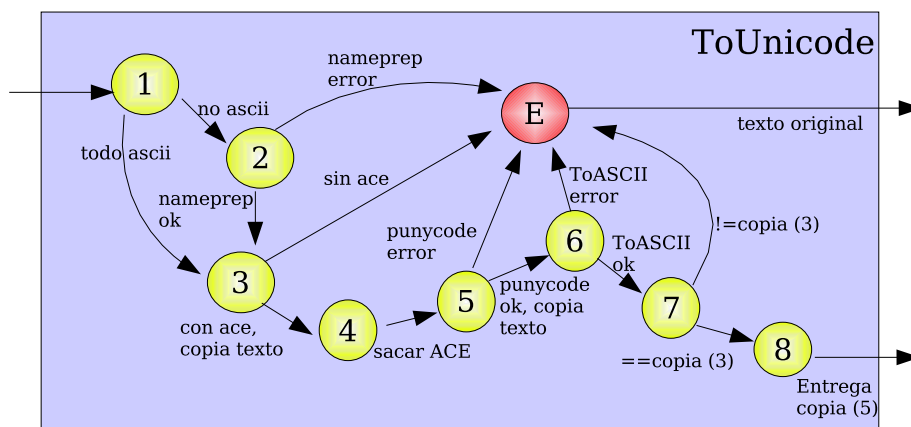 ToUnicode
nameprep
error
1
E
no ascii
texto original
todo ascii
2
sin ace
ToASCII
error
nameprep
ok
punycode
error
6
!=copia (3)
ToASCII
ok
3
5
punycode
ok, copia
texto
7
con ace,
copia texto
4
sacar ACE
==copia (3)
8
Entrega
copia (5)